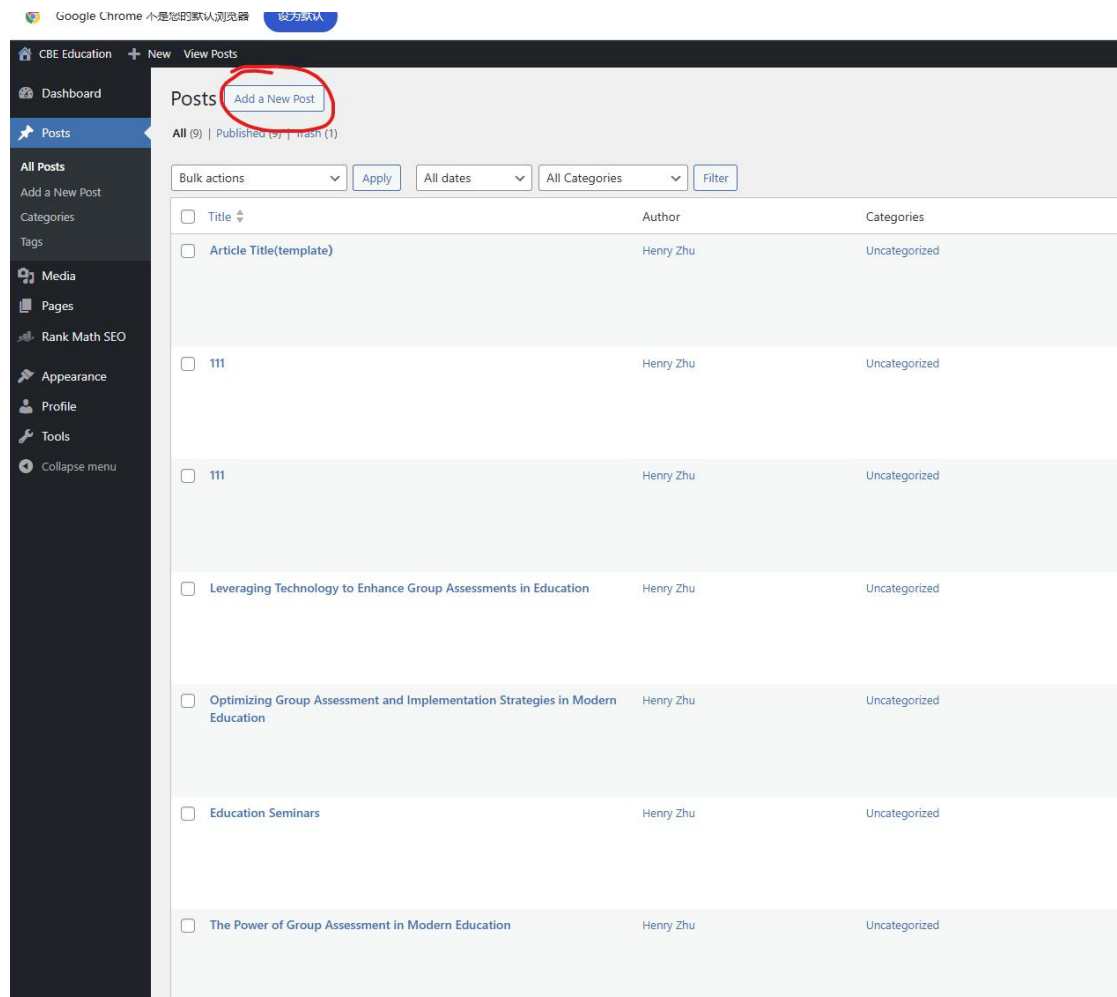 Google Chrome 不是您的默认浏览器 设为默认
CBE Education New View Posts
Dashboard
Posts
All Posts
Add a New Post
Categories
Tags
Media
Pages
Rank Math SEO
Appearance
Profile
Tools
Collapse menu
Posts Add a New Post
All (9) | Published (9) | Trash (1)
Bulk actions Apply All dates All Categories Filter
Title Author Categories
Article Title(template) Henry Zhu Uncategorized
111 Henry Zhu Uncategorized
111 Henry Zhu Uncategorized
Leveraging Technology to Enhance Group Assessments in Education Henry Zhu Uncategorized
Optimizing Group Assessment and Implementation Strategies in Modern Henry Zhu Uncategorized
Education
Education Seminars Henry Zhu Uncategorized
The Power of Group Assessment in Modern Education Henry Zhu Uncategorized